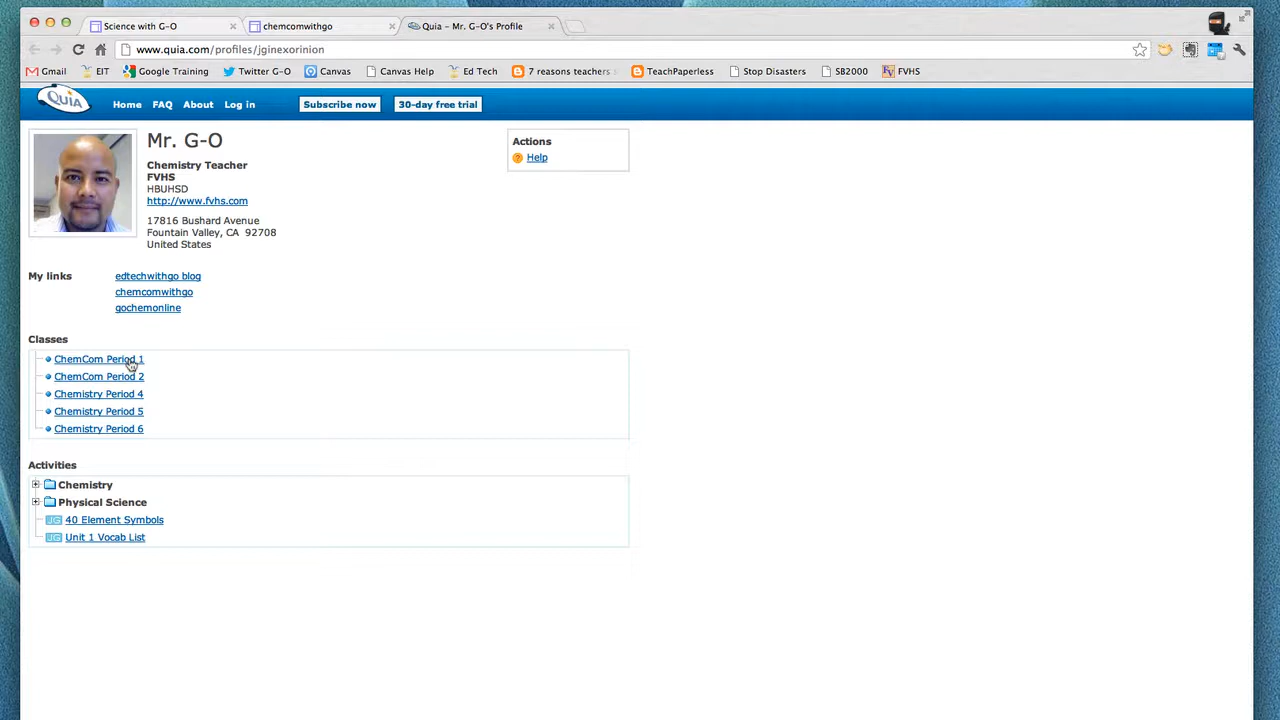 Science with G-O
chemcomwithgo
Quia – Mr. G-O's Profile
www.quia.com/profiles/jginexorinion
Gmail EIT Google Training Twitter G-O Canvas Canvas Help Ed Tech 7 reasons teachers TeachPaperless Stop Disasters SB2000 FVHS
QUIA Home FAQ About Log in Subscribe now 30-day free trial
Mr. G-O
Chemistry Teacher
FVHS
HBUHSD
http://www.fvhs.com
17816 Bushard Avenue
Fountain Valley, CA 92708
United States
Actions
Help
My links
edtechwithgo blog
chemcomwithgo
gochemonline
Classes
ChemCom Period 1
ChemCom Period 2
Chemistry Period 4
Chemistry Period 5
Chemistry Period 6
Activities
Chemistry
Physical Science
JG 40 Element Symbols
JG Unit 1 Vocab List